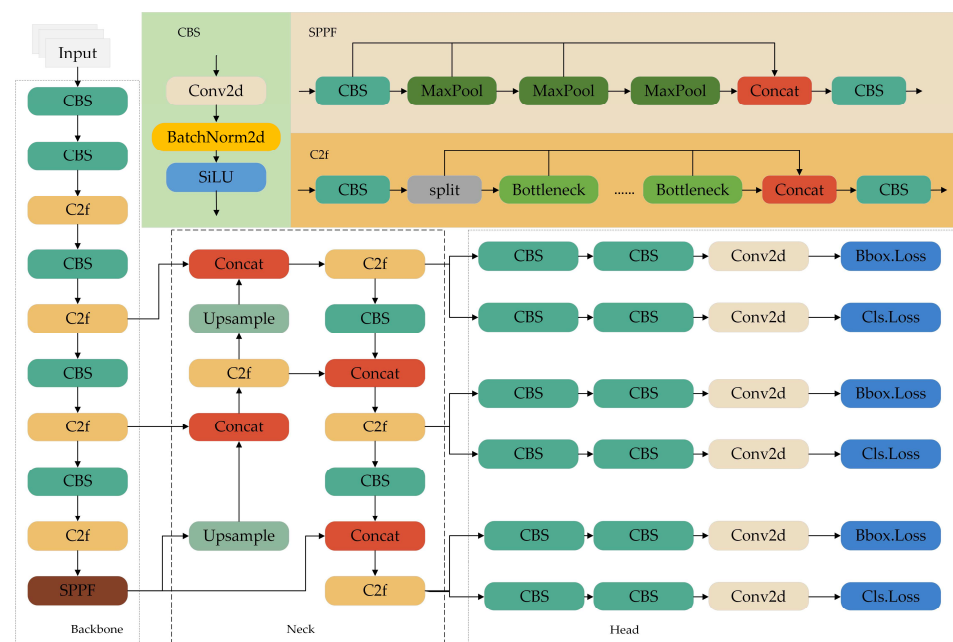 Input
CBS
CBS
C2f
CBS
C2f
CBS
C2f
CBS
C2f
SPPF
Backbone
CBS
Conv2d
BatchNorm2d
SiLU
SPPF
CBS MaxPool MaxPool MaxPool Concat CBS
C2f
CBS split Bottleneck ...... Bottleneck Concat CBS
Concat C2f
Upsample CBS
C2f Concat
Concat C2f
CBS
Upsample Concat
C2f
Neck
CBS CBS Conv2d Bbox.Loss
CBS CBS Conv2d Cls.Loss
CBS CBS Conv2d Bbox.Loss
CBS CBS Conv2d Cls.Loss
CBS CBS Conv2d Bbox.Loss
CBS CBS Conv2d Cls.Loss
Head